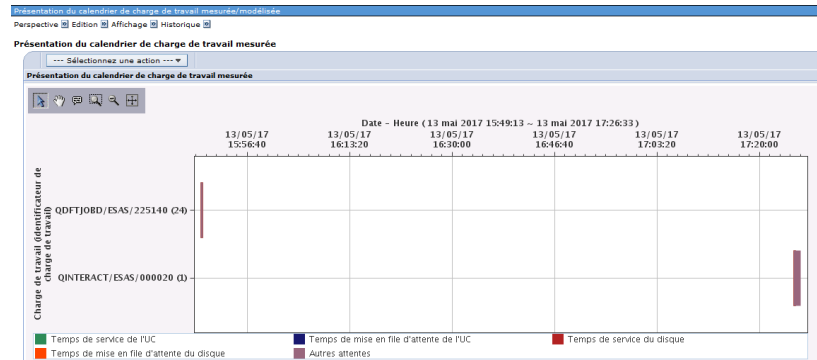 Présentation du calendrier de charge de travail mesurée/modélisée
Perspective Edition Affichage Historique
Présentation du calendrier de charge de travail mesurée
--- Sélectionnez une action ---
Présentation du calendrier de charge de travail mesurée
Date - Heure (13 mai 2017 15:49:13 ~ 13 mai 2017 17:26:33)
13/05/17 13/05/17 13/05/17 13/05/17 13/05/17 13/05/17
15:56:40 16:13:20 16:30:00 16:46:40 17:03:20 17:20:00
Charge de travail (identificateur de
charge de travail)
QDFTJOBD/ESAS/225140 (24)
QINTERACT/ESAS/000020 (1)
Temps de service de l'UC Temps de mise en file d'attente de l'UC Temps de service du disque
Temps de mise en file d'attente du disque Autres attentes